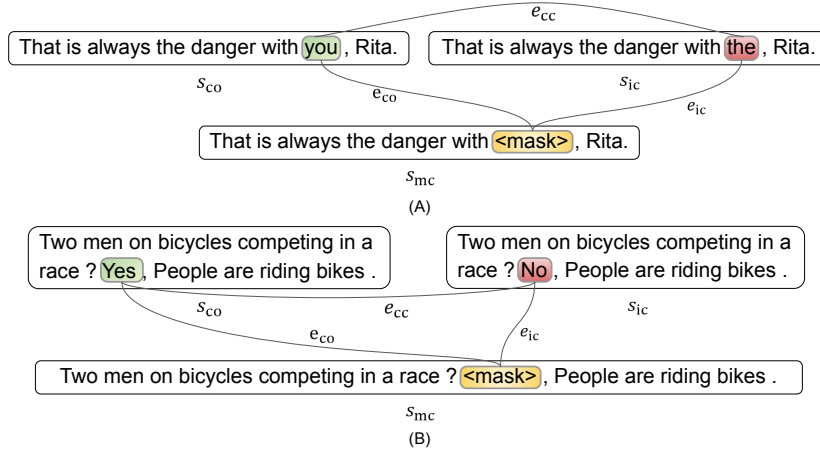 e_cc
That is always the danger with you , Rita.
That is always the danger with the , Rita.
s_co
s_ic
e_co
e_ic
That is always the danger with <mask> , Rita.
s_mc
(A)
Two men on bicycles competing in a
race ? Yes , People are riding bikes .
Two men on bicycles competing in a
race ? No , People are riding bikes .
s_co
e_cc
s_ic
e_co
e_ic
Two men on bicycles competing in a race ? <mask> , People are riding bikes .
s_mc
(B)